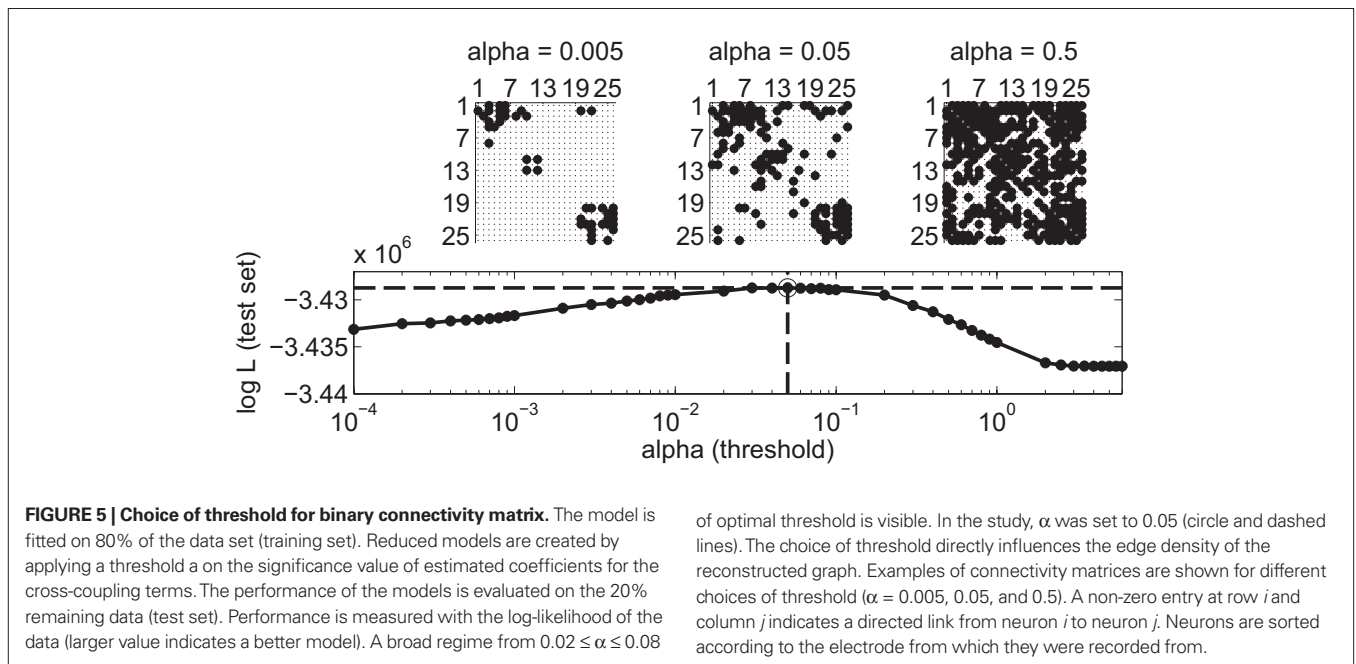 alpha = 0.005
alpha = 0.05
alpha = 0.5
1 7 13 19 25
1 7 13 19 25
1 7 13 19 25
1
7
13
19
25
1
7
13
19
25
1
7
13
19
25
x 10^6
−3.43
−3.435
−3.44
log L (test set)
10^−4
10^−3
10^−2
10^−1
10^0
alpha (threshold)
FIGURE 5 | Choice of threshold for binary connectivity matrix. The model is
fitted on 80% of the data set (training set). Reduced models are created by
applying a threshold a on the significance value of estimated coefficients for the
cross-coupling terms. The performance of the models is evaluated on the 20%
remaining data (test set). Performance is measured with the log-likelihood of the
data (larger value indicates a better model). A broad regime from 0.02 ≤ α ≤ 0.08
of optimal threshold is visible. In the study, α was set to 0.05 (circle and dashed
lines). The choice of threshold directly influences the edge density of the
reconstructed graph. Examples of connectivity matrices are shown for different
choices of threshold (α = 0.005, 0.05, and 0.5). A non-zero entry at row i and
column j indicates a directed link from neuron i to neuron j. Neurons are sorted
according to the electrode from which they were recorded from.